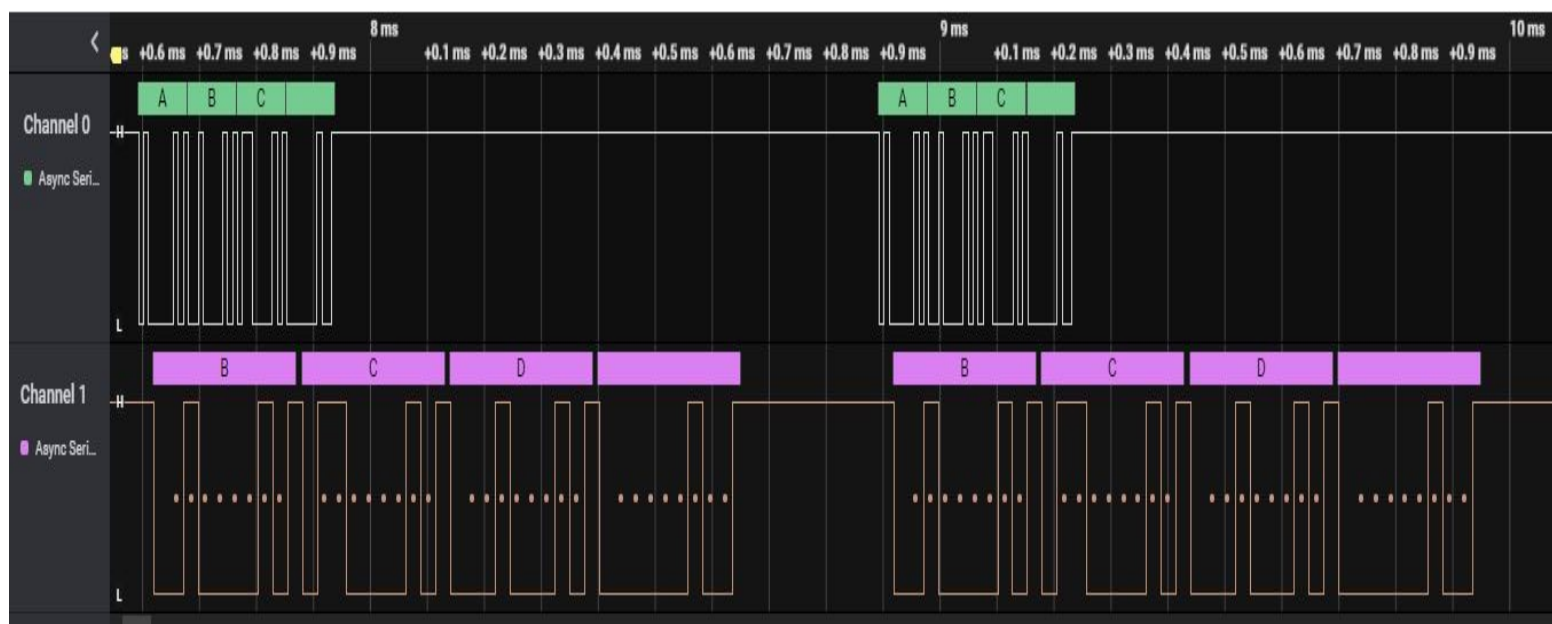 8 ms 9 ms 10 ms
s +0.6 ms +0.7 ms +0.8 ms +0.9 ms +0.1 ms +0.2 ms +0.3 ms +0.4 ms +0.5 ms +0.6 ms +0.7 ms +0.8 ms +0.9 ms +0.1 ms +0.2 ms +0.3 ms +0.4 ms +0.5 ms +0.6 ms +0.7 ms +0.8 ms +0.9 ms
A B C A B C
Channel 0 H
Async Seri...
L
B C D B C D
Channel 1 H
Async Seri...
L